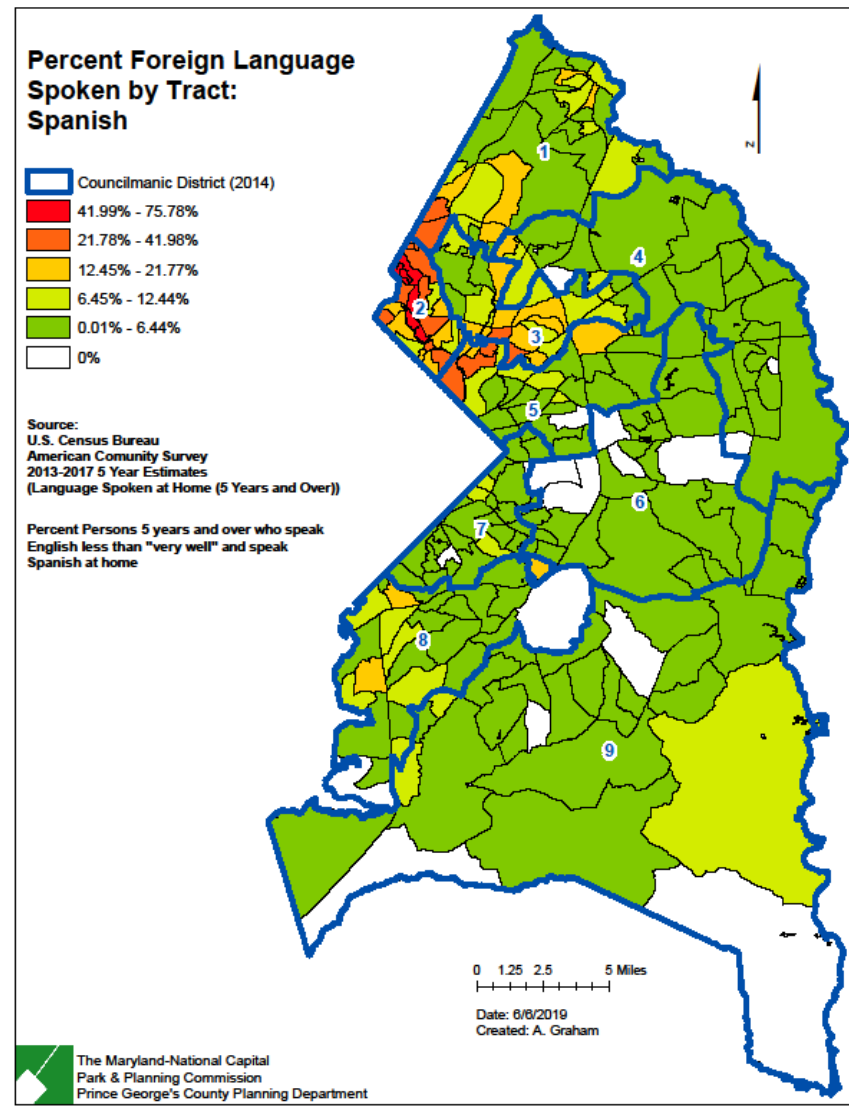 Percent Foreign Language
Spoken by Tract:
Spanish
Councilmanic District (2014)
41.99% - 75.78%
21.78% - 41.98%
12.45% - 21.77%
6.45% - 12.44%
0.01% - 6.44%
0%
Source:
U.S. Census Bureau
American Comunity Survey
2013-2017 5 Year Estimates
(Language Spoken at Home (5 Years and Over))
Percent Persons 5 years and over who speak
English less than "very well" and speak
Spanish at home
N
1
4
2
3
5
6
7
8
9
0 1.25 2.5 5 Miles
Date: 6/6/2019
Created: A. Graham
The Maryland-National Capital
Park & Planning Commission
Prince George's County Planning Department